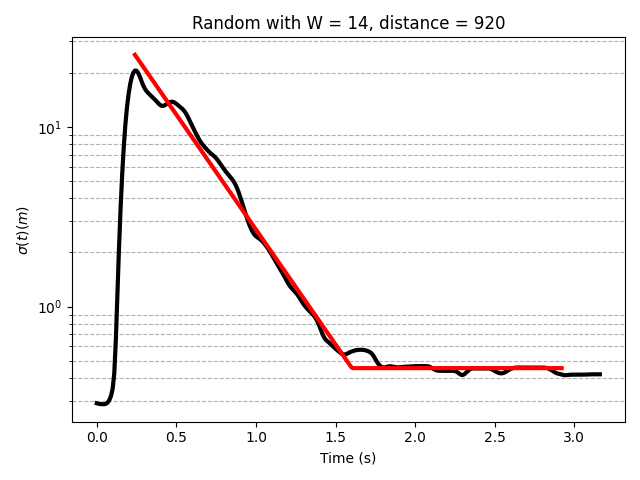 Random with W = 14, distance = 920
σ(t)(m)
10¹
10⁰
0.0 0.5 1.0 1.5 2.0 2.5 3.0
Time (s)